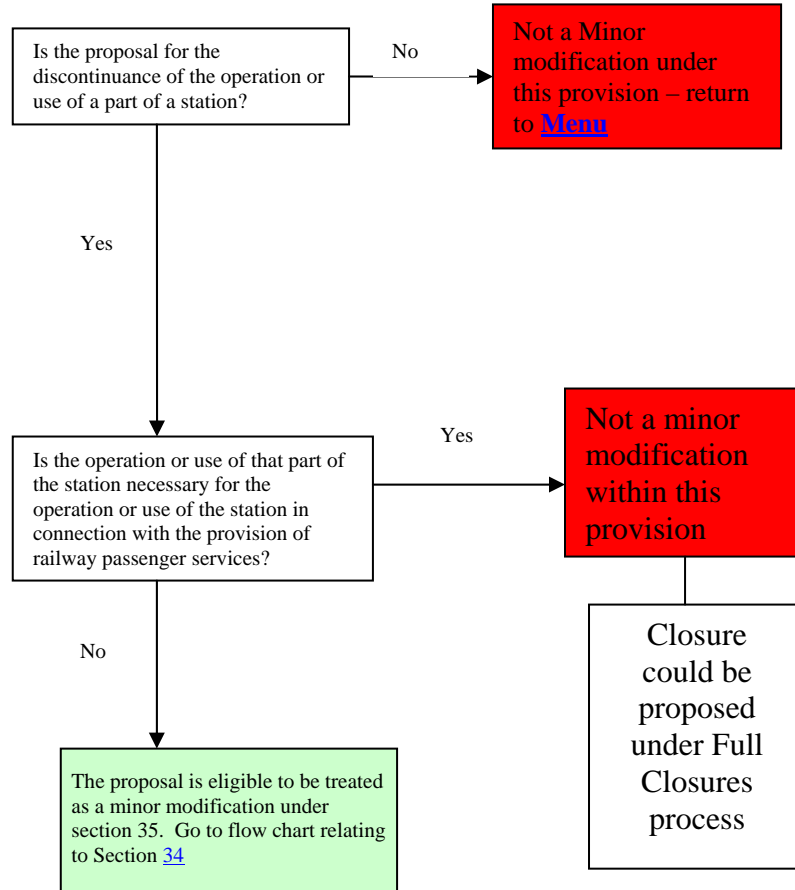 Is the proposal for the
discontinuance of the operation or
use of a part of a station?
No
Not a Minor
modification under
this provision – return
to Menu
Yes
Is the operation or use of that part of
the station necessary for the
operation or use of the station in
connection with the provision of
railway passenger services?
Yes
Not a minor
modification
within this
provision
No
Closure
could be
proposed
under Full
Closures
process
The proposal is eligible to be treated
as a minor modification under
section 35.  Go to flow chart relating
to Section 34